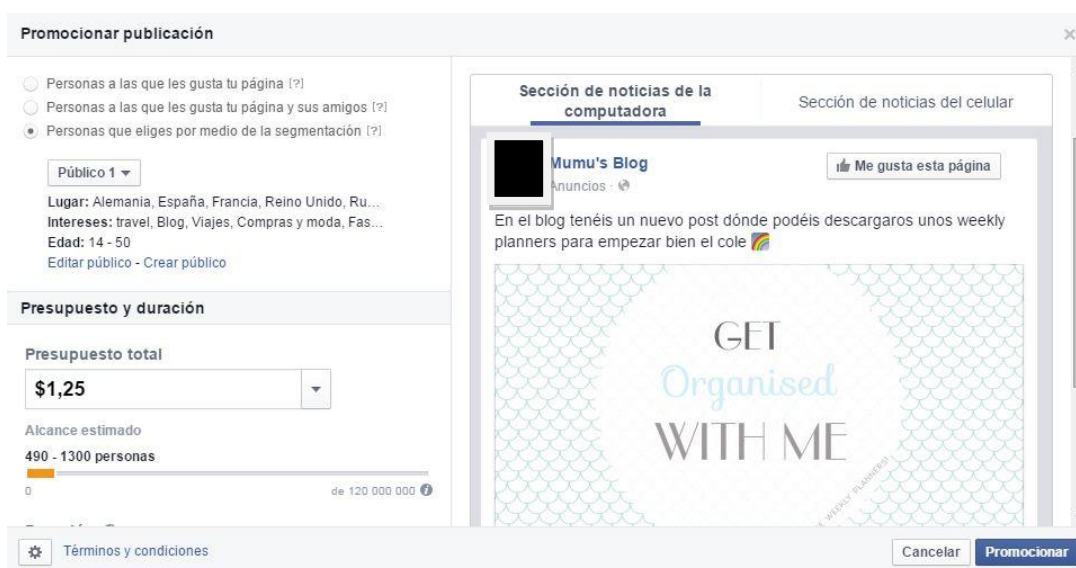 Promocionar publicación
Personas a las que les gusta tu página [?]
Personas a las que les gusta tu página y sus amigos [?]
Personas que eliges por medio de la segmentación [?]
Público 1
Lugar: Alemania, España, Francia, Reino Unido, Ru...
Intereses: travel, Blog, Viajes, Compras y moda, Fas...
Edad: 14 - 50
Editar público - Crear público
Presupuesto y duración
Presupuesto total
$1,25
Alcance estimado
490 - 1300 personas
0 de 120 000 000
Términos y condiciones
Sección de noticias de la
computadora
Sección de noticias del celular
Mumu's Blog
Me gusta esta página
Anuncios
En el blog tenéis un nuevo post dónde podéis descargaros unos weekly
planners para empezar bien el cole 🌈
GET
Organised
WITH ME
WEEKLY PLANNERS!
Cancelar
Promocionar